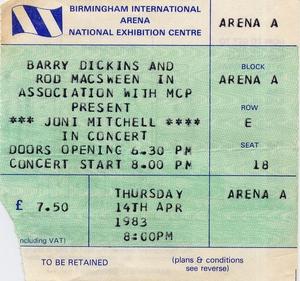 BIRMINGHAM INTERNATIONAL
ARENA
NATIONAL EXHIBITION CENTRE
ARENA A
BARRY DICKINS AND
ROD MACSWEEN IN
ASSOCIATION WITH MCP
PRESENT
*** JONI MITCHELL ****
IN CONCERT
DOORS OPENING 6.30 PM
CONCERT START 8.00 PM
BLOCK
ARENA A
ROW
E
SEAT
18
£ 7.50
THURSDAY
14TH APR
1983
8:00PM
ARENA A
including VAT)
TO BE RETAINED
(plans & conditions
see reverse)